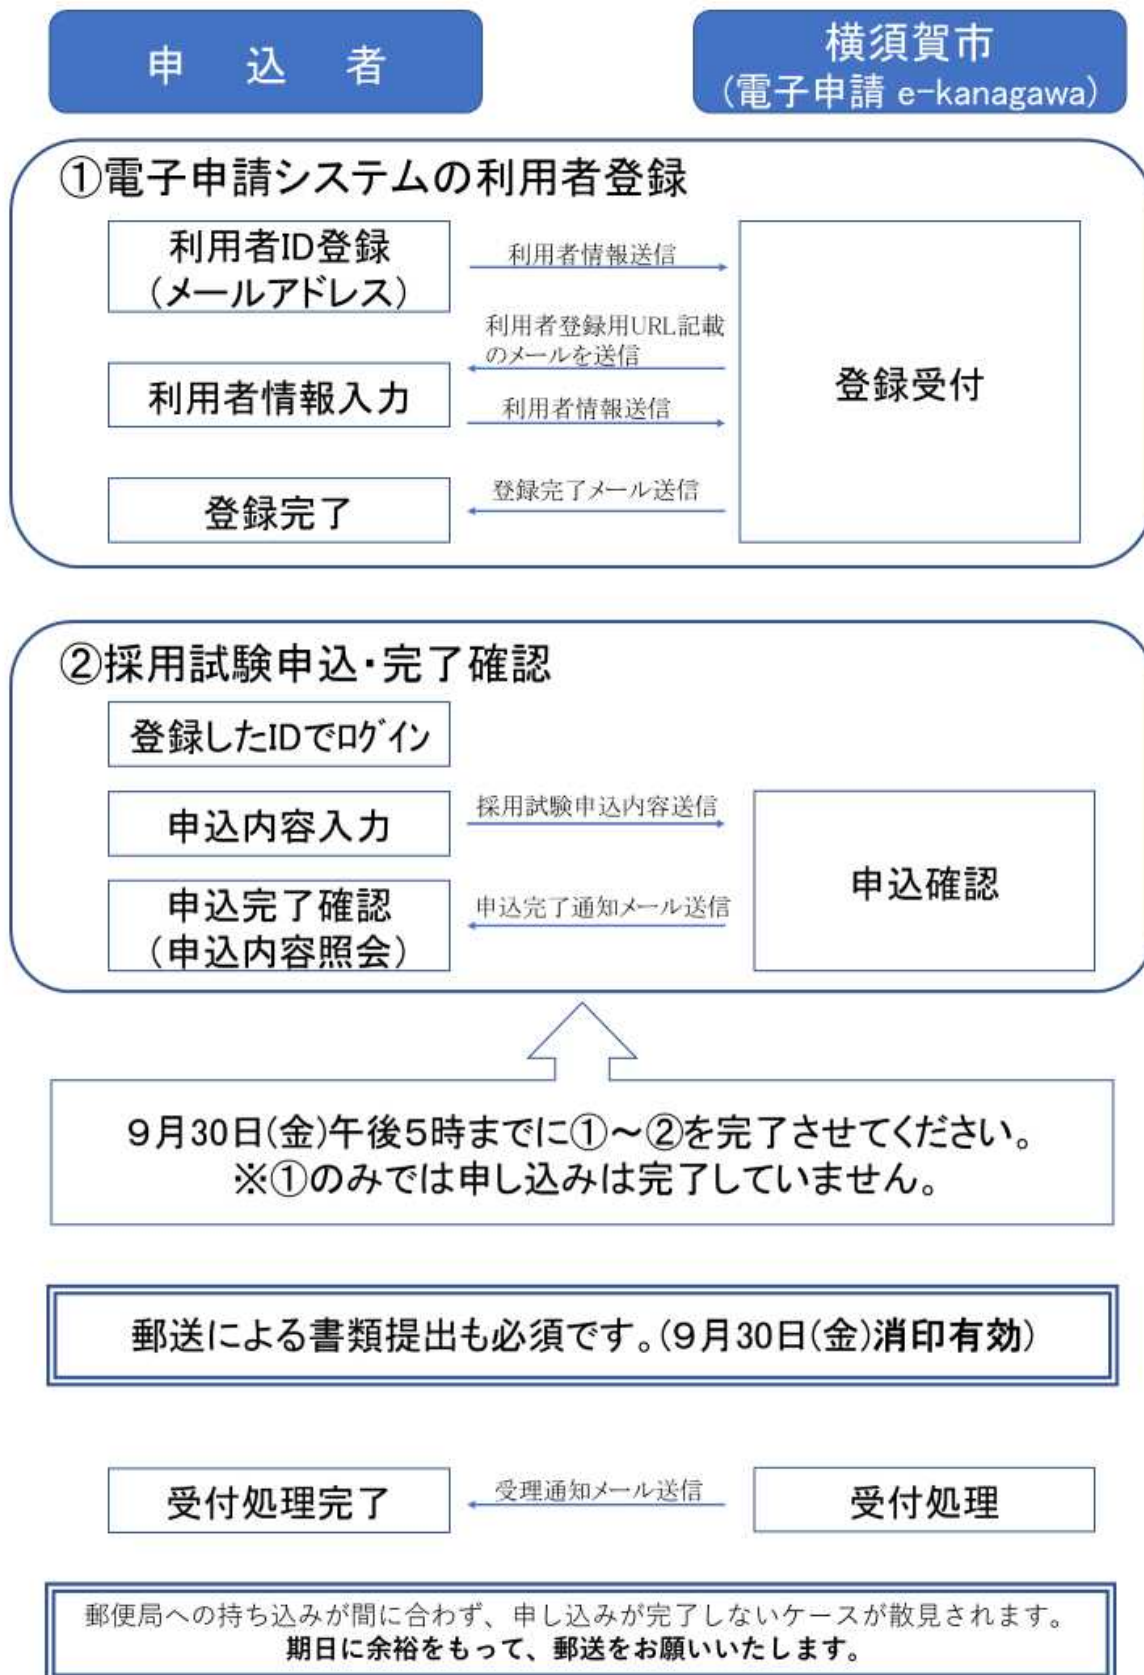 申 込 者
横須賀市
(電子申請 e-kanagawa)
①電子申請システムの利用者登録
利用者ID登録
(メールアドレス)
利用者情報送信
利用者登録用URL記載
のメールを送信
利用者情報入力
利用者情報送信
登録受付
登録完了
登録完了メール送信
②採用試験申込・完了確認
登録したIDでログイン
申込内容入力
採用試験申込内容送信
申込確認
申込完了確認
(申込内容照会)
申込完了通知メール送信
9月30日(金)午後5時までに①~②を完了させてください。
※①のみでは申し込みは完了していません。
郵送による書類提出も必須です。(9月30日(金)消印有効)
受付処理完了
受理通知メール送信
受付処理
郵便局への持ち込みが間に合わず、申し込みが完了しないケースが散見されます。
期日に余裕をもって、郵送をお願いいたします。